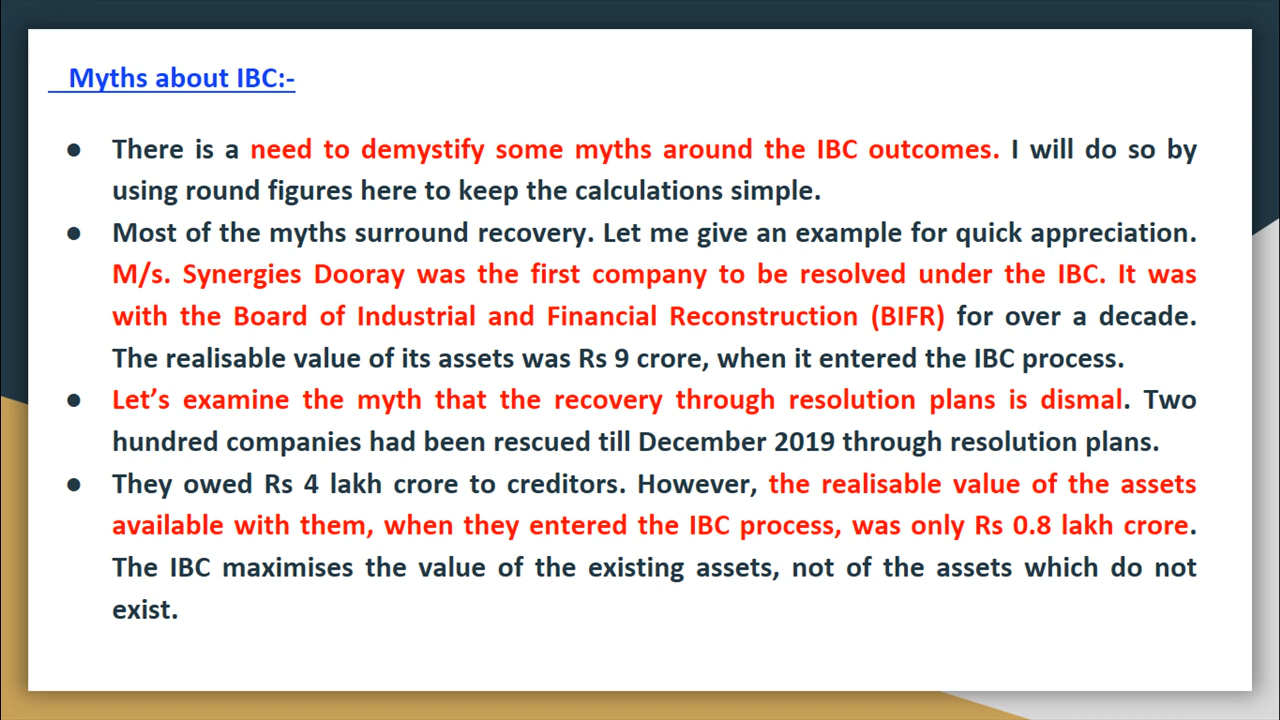 Myths about IBC:-
● There is a need to demystify some myths around the IBC outcomes. I will do so by
using round figures here to keep the calculations simple.
● Most of the myths surround recovery. Let me give an example for quick appreciation.
M/s. Synergies Dooray was the first company to be resolved under the IBC. It was
with the Board of Industrial and Financial Reconstruction (BIFR) for over a decade.
The realisable value of its assets was Rs 9 crore, when it entered the IBC process.
● Let’s examine the myth that the recovery through resolution plans is dismal. Two
hundred companies had been rescued till December 2019 through resolution plans.
● They owed Rs 4 lakh crore to creditors. However, the realisable value of the assets
available with them, when they entered the IBC process, was only Rs 0.8 lakh crore.
The IBC maximises the value of the existing assets, not of the assets which do not
exist.